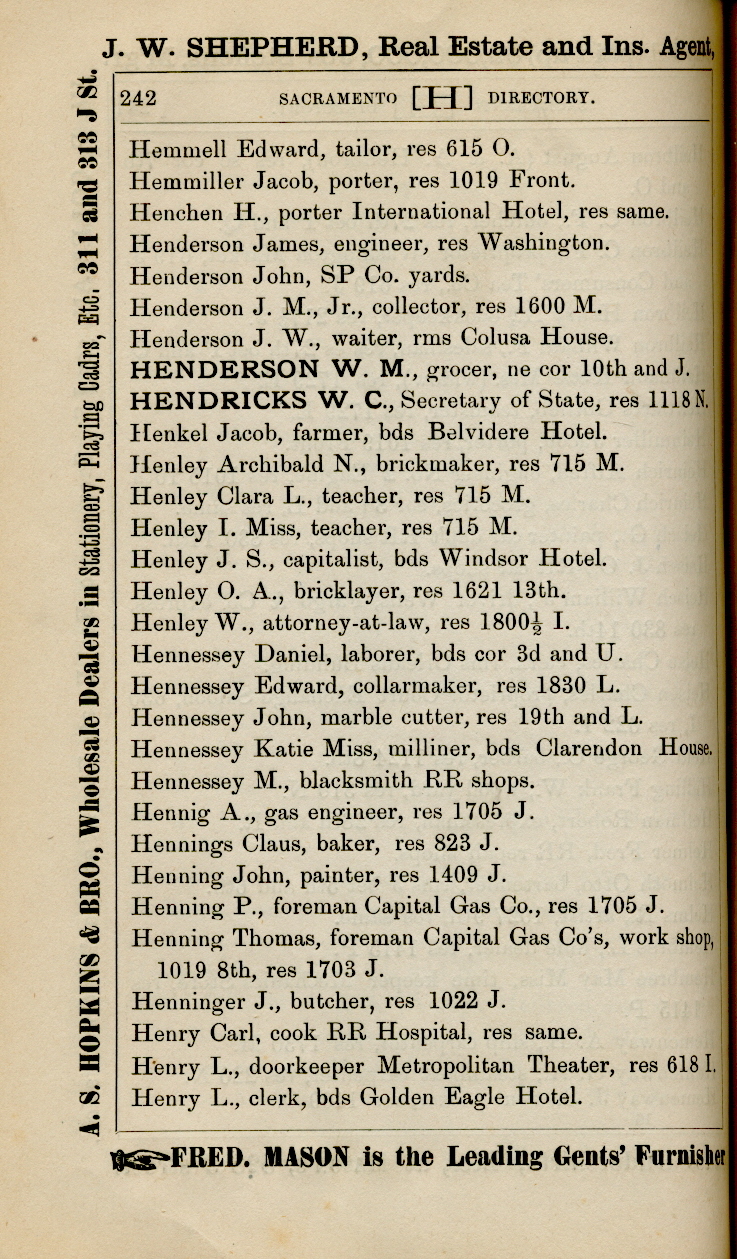 J. W. SHEPHERD, Real Estate and Ins. Agent,
A. S. HOPKINS & BRO., Wholesale Dealers in Stationery, Playing Cadrs, Etc. 311 and 313 J St.
242 SACRAMENTO [H] DIRECTORY.
Hemmell Edward, tailor, res 615 O.
Hemmiller Jacob, porter, res 1019 Front.
Henchen H., porter International Hotel, res same.
Henderson James, engineer, res Washington.
Henderson John, SP Co. yards.
Henderson J. M., Jr., collector, res 1600 M.
Henderson J. W., waiter, rms Colusa House.
HENDERSON W. M., grocer, ne cor 10th and J.
HENDRICKS W. C., Secretary of State, res 1118 N.
Henkel Jacob, farmer, bds Belvidere Hotel.
Henley Archibald N., brickmaker, res 715 M.
Henley Clara L., teacher, res 715 M.
Henley I. Miss, teacher, res 715 M.
Henley J. S., capitalist, bds Windsor Hotel.
Henley O. A., bricklayer, res 1621 13th.
Henley W., attorney-at-law, res 1800½ I.
Hennessey Daniel, laborer, bds cor 3d and U.
Hennessey Edward, collarmaker, res 1830 L.
Hennessey John, marble cutter, res 19th and L.
Hennessey Katie Miss, milliner, bds Clarendon House.
Hennessey M., blacksmith RR shops.
Hennig A., gas engineer, res 1705 J.
Hennings Claus, baker, res 823 J.
Henning John, painter, res 1409 J.
Henning P., foreman Capital Gas Co., res 1705 J.
Henning Thomas, foreman Capital Gas Co's, work shop,
1019 8th, res 1703 J.
Henninger J., butcher, res 1022 J.
Henry Carl, cook RR Hospital, res same.
Henry L., doorkeeper Metropolitan Theater, res 618 I.
Henry L., clerk, bds Golden Eagle Hotel.
FRED. MASON is the Leading Gents' Furnisher